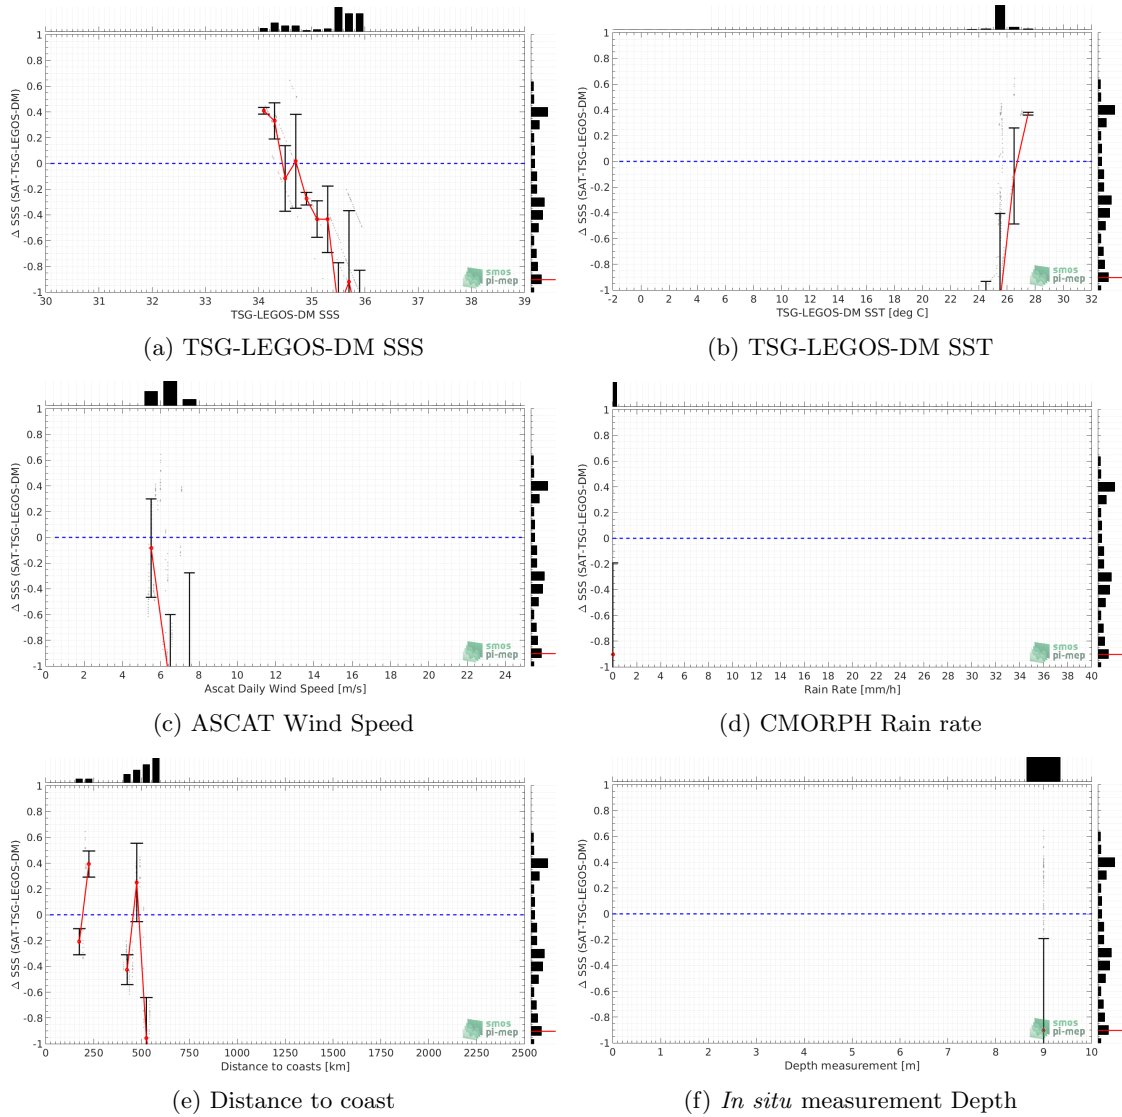 Δ SSS (SAT-TSG-LEGOS-DM)
1
0.8
0.6
0.4
0.2
0
-0.2
-0.4
-0.6
-0.8
-1
30 31 32 33 34 35 36 37 38 39
TSG-LEGOS-DM SSS
smos
pi-mep
(a) TSG-LEGOS-DM SSS
Δ SSS (SAT-TSG-LEGOS-DM)
1
0.8
0.6
0.4
0.2
0
-0.2
-0.4
-0.6
-0.8
-1
-2 0 2 4 6 8 10 12 14 16 18 20 22 24 26 28 30 32
TSG-LEGOS-DM SST [deg C]
smos
pi-mep
(b) TSG-LEGOS-DM SST
Δ SSS (SAT-TSG-LEGOS-DM)
1
0.8
0.6
0.4
0.2
0
-0.2
-0.4
-0.6
-0.8
-1
0 2 4 6 8 10 12 14 16 18 20 22 24
Ascat Daily Wind Speed [m/s]
smos
pi-mep
(c) ASCAT Wind Speed
Δ SSS (SAT-TSG-LEGOS-DM)
1
0.8
0.6
0.4
0.2
0
-0.2
-0.4
-0.6
-0.8
-1
0 2 4 6 8 10 12 14 16 18 20 22 24 26 28 30 32 34 36 38 40
Rain Rate [mm/h]
smos
pi-mep
(d) CMORPH Rain rate
Δ SSS (SAT-TSG-LEGOS-DM)
1
0.8
0.6
0.4
0.2
0
-0.2
-0.4
-0.6
-0.8
-1
0 250 500 750 1000 1250 1500 1750 2000 2250 2500
Distance to coasts [km]
smos
pi-mep
(e) Distance to coast
Δ SSS (SAT-TSG-LEGOS-DM)
1
0.8
0.6
0.4
0.2
0
-0.2
-0.4
-0.6
-0.8
-1
0 1 2 3 4 5 6 7 8 9 10
Depth measurement [m]
smos
pi-mep
(f) In situ measurement Depth